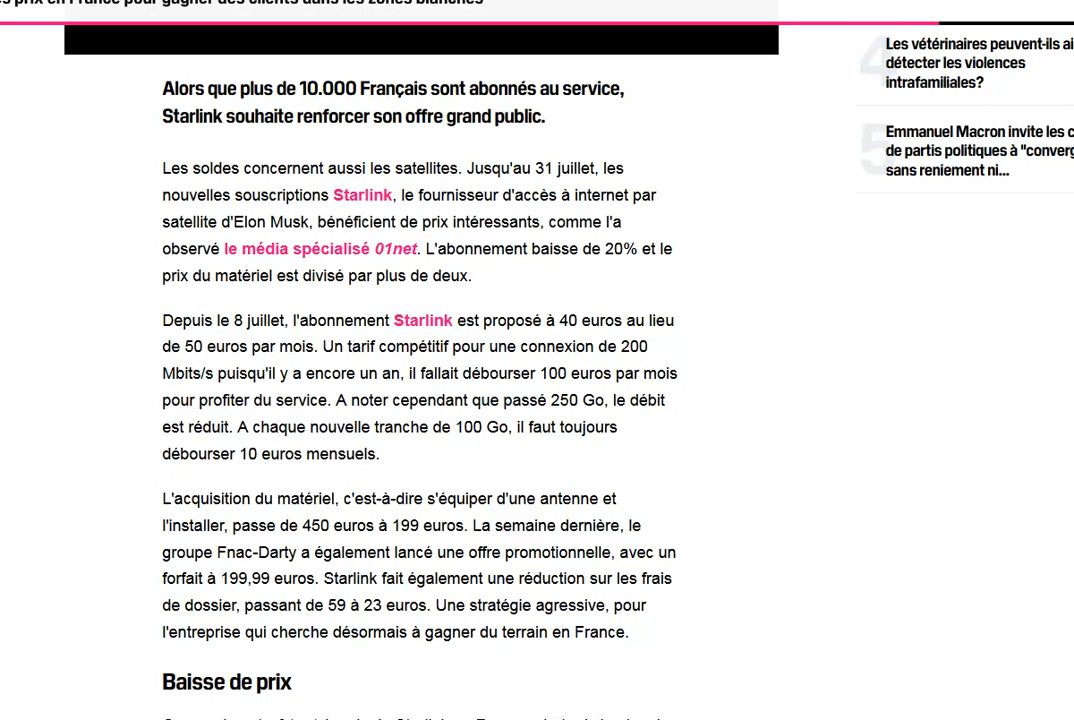 prix en France pour gagner des clients dans les zones blanches
Alors que plus de 10.000 Français sont abonnés au service,
Starlink souhaite renforcer son offre grand public.
Les soldes concernent aussi les satellites. Jusqu'au 31 juillet, les
nouvelles souscriptions Starlink, le fournisseur d'accès à internet par
satellite d'Elon Musk, bénéficient de prix intéressants, comme l'a
observé le média spécialisé 01net. L'abonnement baisse de 20% et le
prix du matériel est divisé par plus de deux.
Depuis le 8 juillet, l'abonnement Starlink est proposé à 40 euros au lieu
de 50 euros par mois. Un tarif compétitif pour une connexion de 200
Mbits/s puisqu'il y a encore un an, il fallait débourser 100 euros par mois
pour profiter du service. A noter cependant que passé 250 Go, le débit
est réduit. A chaque nouvelle tranche de 100 Go, il faut toujours
débourser 10 euros mensuels.
L'acquisition du matériel, c'est-à-dire s'équiper d'une antenne et
l'installer, passe de 450 euros à 199 euros. La semaine dernière, le
groupe Fnac-Darty a également lancé une offre promotionnelle, avec un
forfait à 199,99 euros. Starlink fait également une réduction sur les frais
de dossier, passant de 59 à 23 euros. Une stratégie agressive, pour
l'entreprise qui cherche désormais à gagner du terrain en France.
Baisse de prix
4
Les vétérinaires peuvent-ils ai
détecter les violences
intrafamiliales?
5
Emmanuel Macron invite les c
de partis politiques à "converg
sans reniement ni...